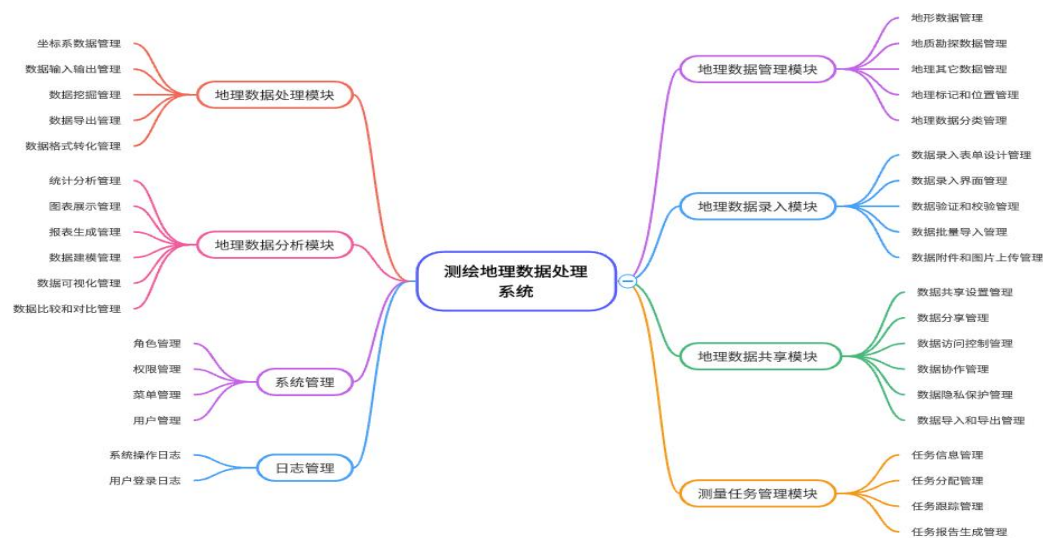 测绘地理数据处理
系统
地理数据处理模块
坐标系数据管理
数据输入输出管理
数据挖掘管理
数据导出管理
数据格式转化管理
地理数据分析模块
统计分析管理
图表展示管理
报表生成管理
数据建模管理
数据可视化管理
数据比较和对比管理
系统管理
角色管理
权限管理
菜单管理
用户管理
日志管理
系统操作日志
用户登录日志
地理数据管理模块
地形数据管理
地质勘探数据管理
地理其它数据管理
地理标记和位置管理
地理数据分类管理
地理数据录入模块
数据录入表单设计管理
数据录入界面管理
数据验证和校验管理
数据批量导入管理
数据附件和图片上传管理
地理数据共享模块
数据共享设置管理
数据分享管理
数据访问控制管理
数据协作管理
数据隐私保护管理
数据导入和导出管理
测量任务管理模块
任务信息管理
任务分配管理
任务跟踪管理
任务报告生成管理